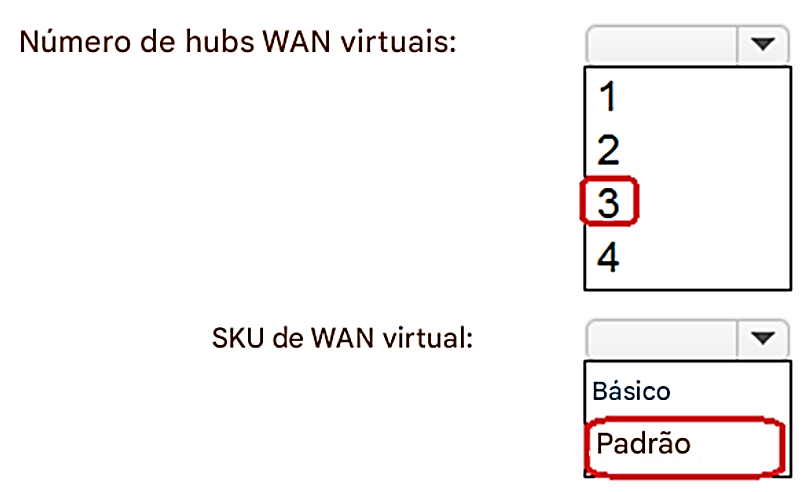 Número de hubs WAN virtuais:
1
2
3
4
SKU de WAN virtual:
Básico
Padrão